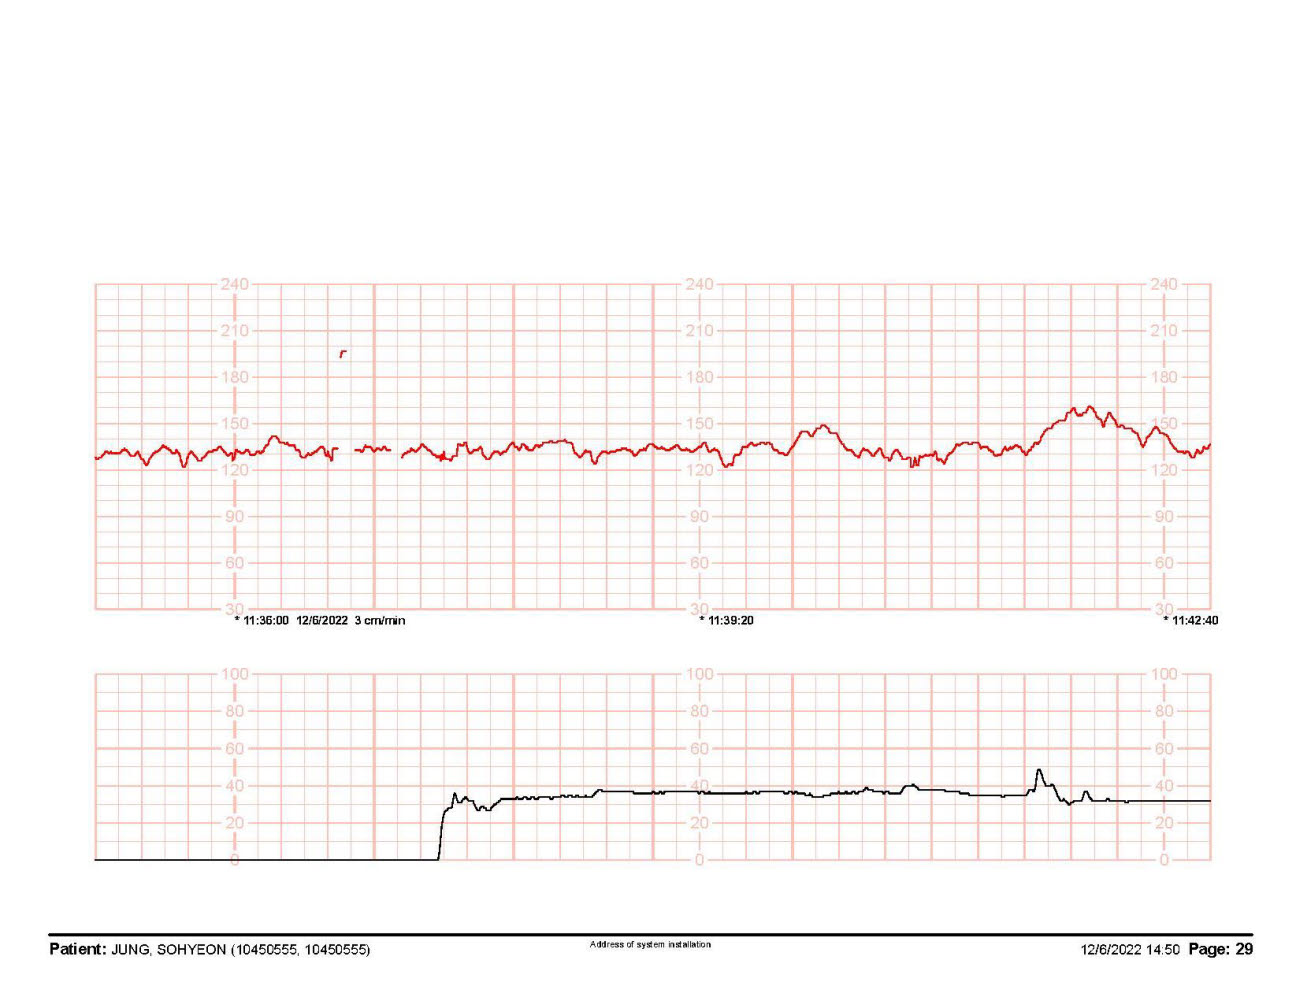 240 240 240
210 210 210
180 180 180
150 150 150
120 120 120
90 90 90
60 60 60
30 30 30
* 11:36:00 12/6/2022 3 cm/min * 11:39:20 * 11:42:40
100 100 100
80 80 80
60 60 60
40 40 40
20 20 20
0 0 0
Patient: JUNG, SOHYEON (10450555, 10450555) Address of system installation 12/6/2022 14:50 Page: 29